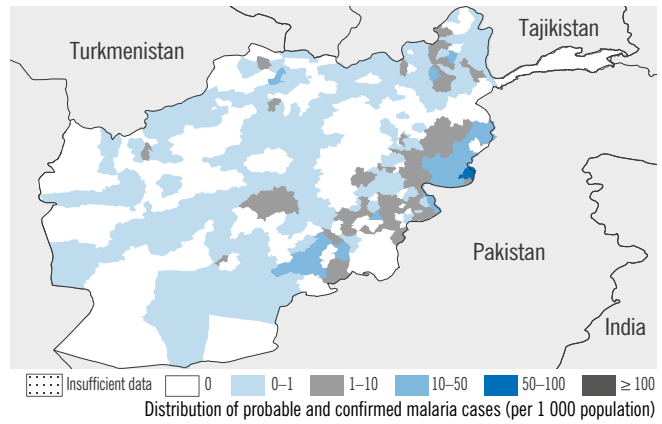 Turkmenistan
Tajikistan
Pakistan
India
Insufficient data 0 0–1 1–10 10–50 50–100 ≥ 100
Distribution of probable and confirmed malaria cases (per 1 000 population)